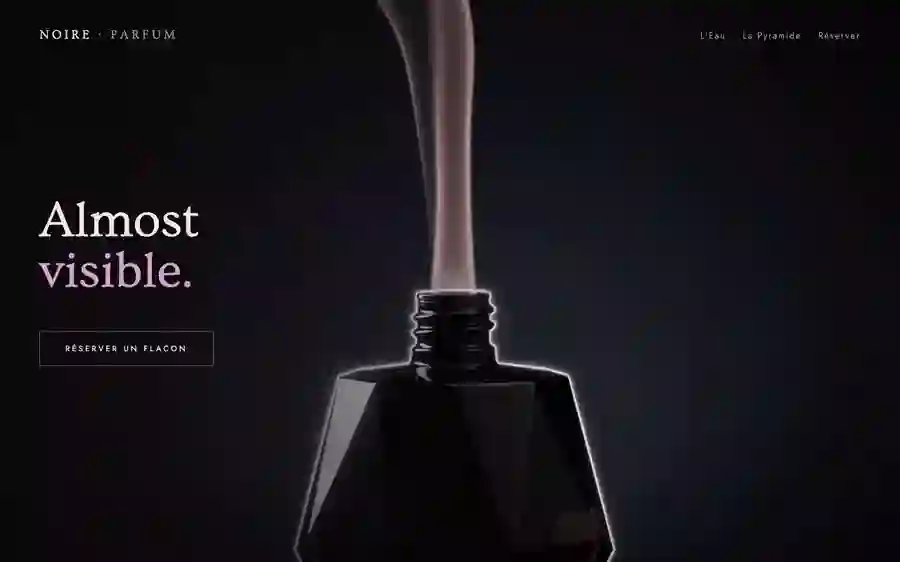 NOIRE · PARFUM
L'Eau La Pyramide Réserver
Almost
visible.
RÉSERVER UN FLACON